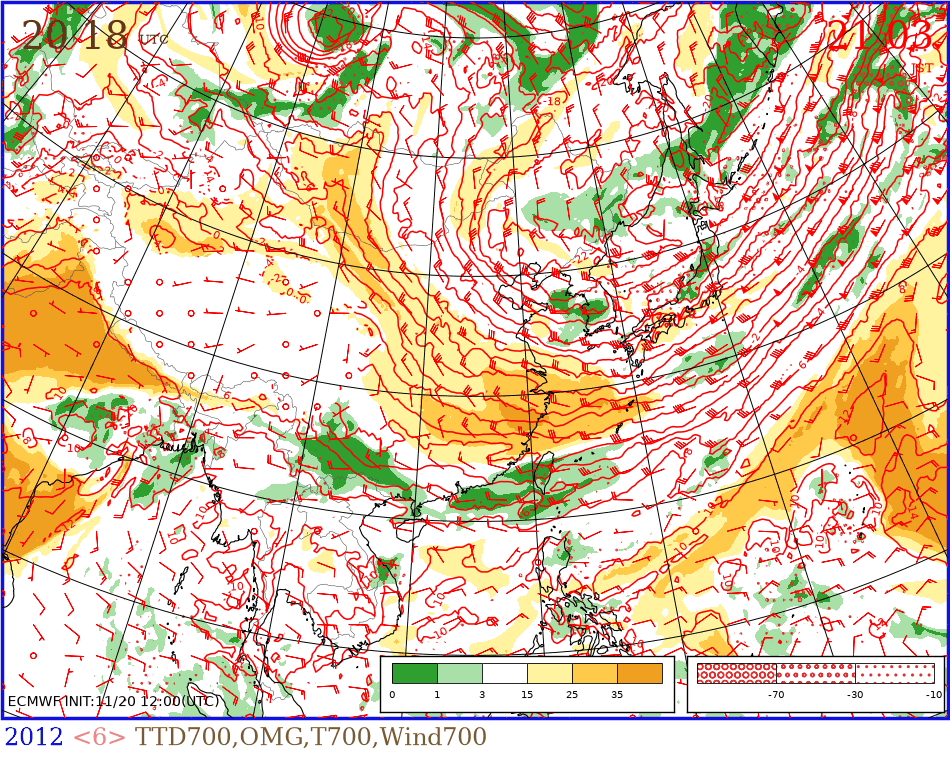 20 18 UTC
21 03 JST
-18
-22
0 1 3 15 25 35
-70 -30 -10
ECMWF INIT:11/20 12:00(UTC)
2012 <6> TTD700,OMG,T700,Wind700